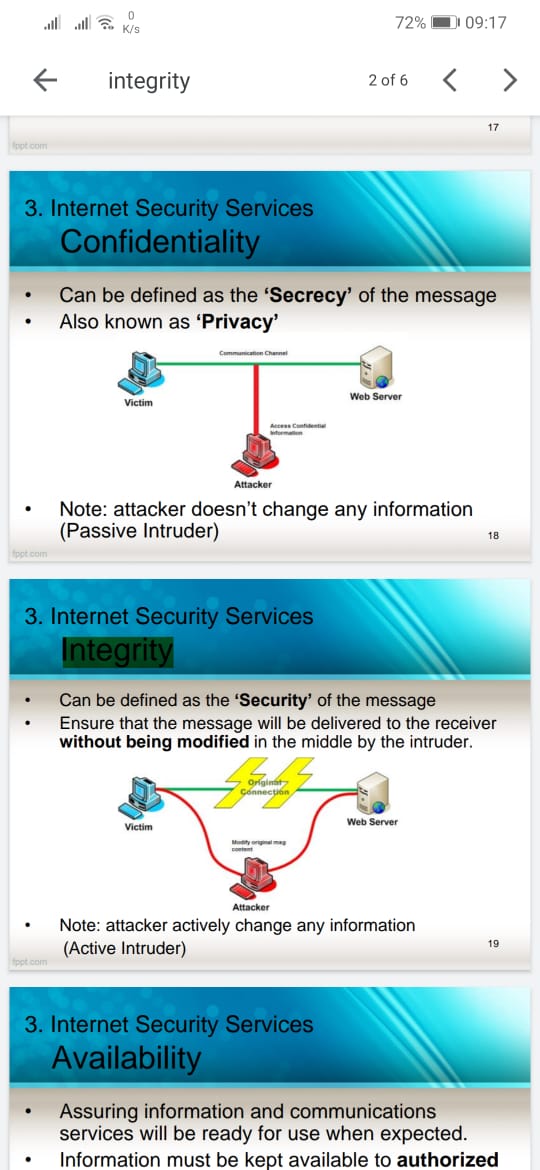 0
K/s
72% 09:17
integrity
2 of 6
17
fppt.com
3. Internet Security Services
Confidentiality
• Can be defined as the ‘Secrecy’ of the message
• Also known as ‘Privacy’
Communication Channel
Victim
Web Server
Access Confidential
Information
Attacker
• Note: attacker doesn’t change any information
(Passive Intruder)
18
fppt.com
3. Internet Security Services
Integrity
• Can be defined as the ‘Security’ of the message
• Ensure that the message will be delivered to the receiver
without being modified in the middle by the intruder.
Original
Connection
Victim
Web Server
Modify original msg
content
Attacker
• Note: attacker actively change any information
(Active Intruder)
19
fppt.com
3. Internet Security Services
Availability
• Assuring information and communications
services will be ready for use when expected.
• Information must be kept available to authorized